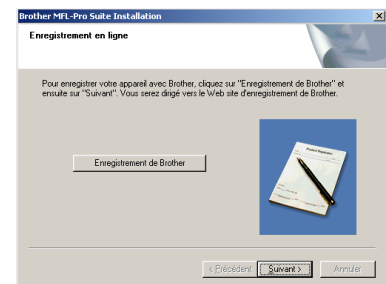 Brother MFL-Pro Suite Installation
Enregistrement en ligne
Pour enregistrer votre appareil avec Brother, cliquez sur "Enregistrement de Brother" et
ensuite sur "Suivant". Vous serez dirigé vers le Web site d'enregistrement de Brother.
Enregistrement de Brother
Product Registration
< Précédent Suivant > Annuler